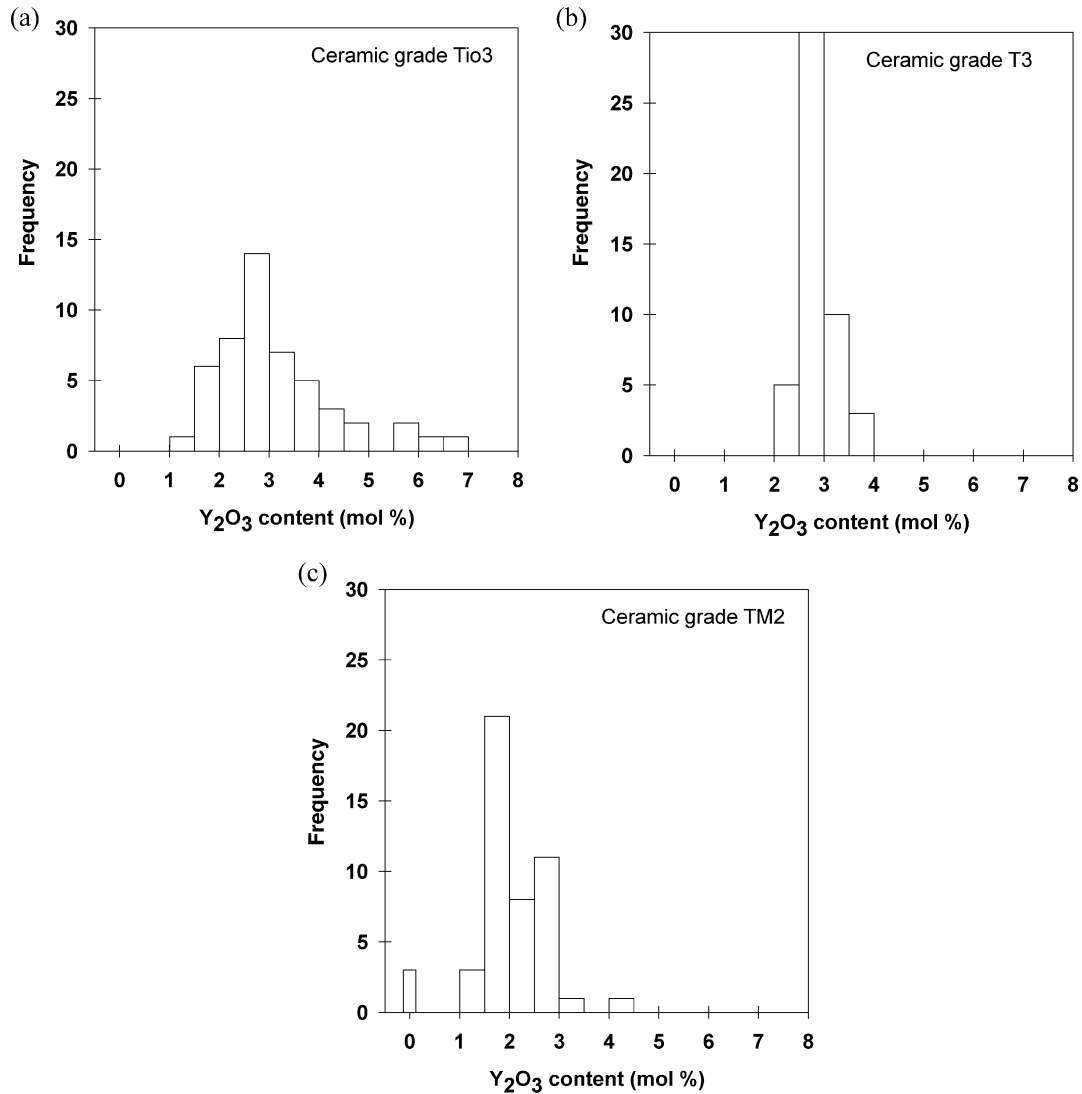 (a)
Ceramic grade Tio3
Frequency
30
25
20
15
10
5
0
0 1 2 3 4 5 6 7 8
Y₂O₃ content (mol %)
(b)
Ceramic grade T3
Frequency
30
25
20
15
10
5
0
0 1 2 3 4 5 6 7 8
Y₂O₃ content (mol %)
(c)
Ceramic grade TM2
Frequency
30
25
20
15
10
5
0
0 1 2 3 4 5 6 7 8
Y₂O₃ content (mol %)